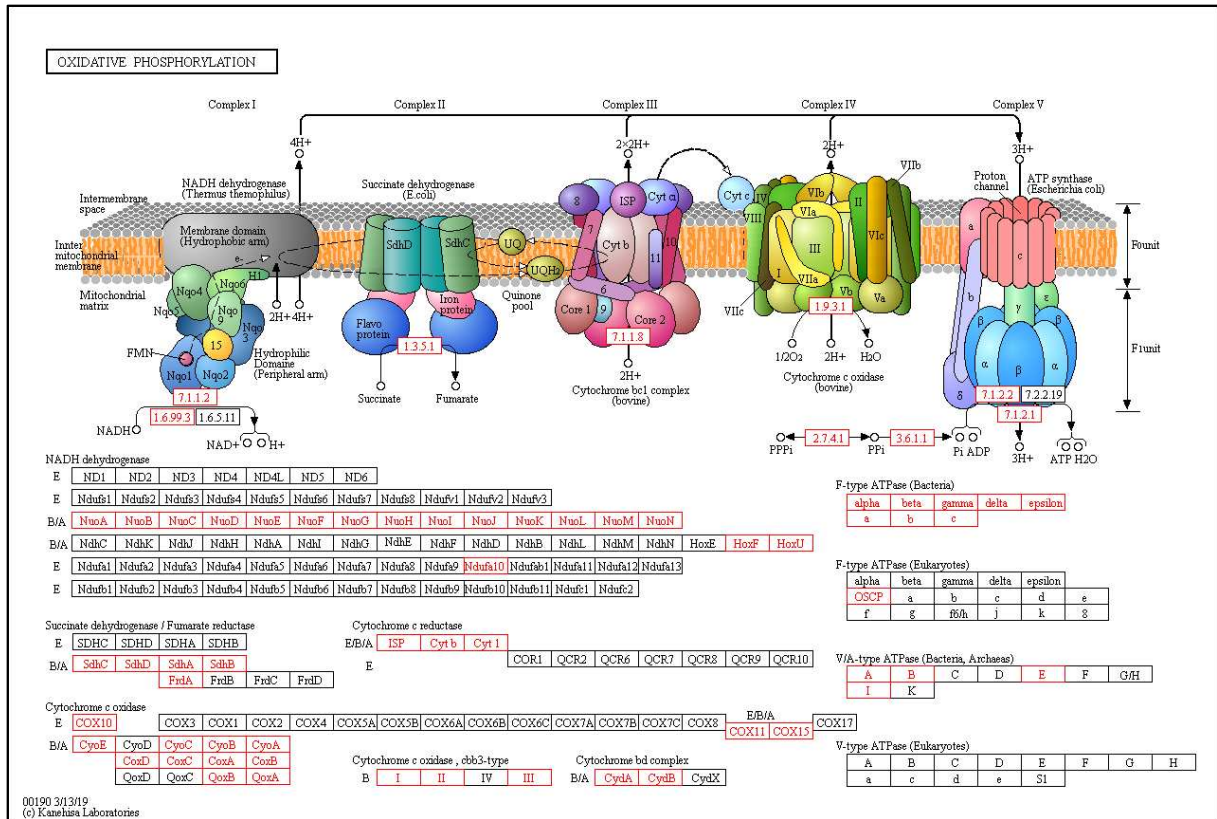 OXIDATIVE PHOSPHORYLATION
Complex I Complex II Complex III Complex IV Complex V
4H+ 2×2H+ 2H+ 3H+
NADH dehydrogenase
(Thermus themophilus)
Succinate dehydrogenase
(E.coli)
Proton
channel
ATP synthase
(Escherichia coli)
Intermembrane
space
Innter
mitochondrial
membrane
Mitochondrial
matrix
Membrane domain
(Hydrophobic arm)
e-
H1
Nqo6
Nqo4
Nqo5
Nqo
9
Nqo
3
15
FMN
Nqo1
Nqo2
2H+ 4H+
Hydrophilic
Domaine
(Peripheral arm)
7.1.1.2
1.6.99.3 1.6.5.11
NADH
NAD+ H+
SdhD SdhC
Iron
protein
Flavo
protein
1.3.5.1
Succinate Fumarate
UQ
UQH2
Quinone
pool
8 ISP Cyt α
7 Cyt b 10
11
6
Core 1 9 Core 2
7.1.1.8
2H+
Cytochrome bc1 complex
(bovine)
Cyt c
VIIb
IV VIb II
VIII VIa VIc
III
I VIIa
VIIc Vb Va
1.9.3.1
1/2O2 2H+ H2O
Cytochrome c oxidase
(bovine)
a
c
b
γ ε
β β
α β α
δ
F0unit
F1unit
7.1.2.2 7.2.2.19
7.1.2.1
PPPi 2.7.4.1 PPi 3.6.1.1 Pi ADP 3H+ ATP H2O
NADH dehydrogenase
E ND1 ND2 ND3 ND4 ND4L ND5 ND6
E Ndufs1 Ndufs2 Ndufs3 Ndufs4 Ndufs5 Ndufs6 Ndufs7 Ndufs8 Ndufv1 Ndufv2 Ndufv3
B/A NuoA NuoB NuoC NuoD NuoE NuoF NuoG NuoH NuoI NuoJ NuoK NuoL NuoM NuoN
B/A NdhC NdhK NdhJ NdhH NdhA NdhI NdhG NdhE NdhF NdhD NdhB NdhL NdhM NdhN HoxE HoxF HoxU
E Ndufa1 Ndufa2 Ndufa3 Ndufa4 Ndufa5 Ndufa6 Ndufa7 Ndufa8 Ndufa9 Ndufa10 Ndufab1 Ndufa11 Ndufa12 Ndufa13
E Ndufb1 Ndufb2 Ndufb3 Ndufb4 Ndufb5 Ndufb6 Ndufb7 Ndufb8 Ndufb9 Ndufb10 Ndufb11 Ndufc1 Ndufc2
Succinate dehydrogenase / Fumarate reductase
E SDHC SDHD SDHA SDHB
B/A SdhC SdhD SdhA SdhB
FrdA FrdB FrdC FrdD
Cytochrome c reductase
E/B/A ISP Cyt b Cyt 1
E COR1 QCR2 QCR6 QCR7 QCR8 QCR9 QCR10
Cytochrome c oxidase
E COX10 COX3 COX1 COX2 COX4 COX5A COX5B COX6A COX6B COX6C COX7A COX7B COX7C COX8
E/B/A
COX11 COX15
COX17
B/A CyoE CyoD CyoC CyoB CyoA
CoxD CoxC CoxA CoxB
QoxD QoxC QoxB QoxA
Cytochrome c oxidase , cbb3-type
B I II IV III
Cytochrome bd complex
B/A CydA CydB CydX
F-type ATPase (Bacteria)
alpha beta gamma delta epsilon
a b c
F-type ATPase (Eukaryotes)
alpha beta gamma delta epsilon
OSCP a b c d e
f g f6/h j k 8
V/A-type ATPase (Bacteria, Archaeas)
A B C D E F G/H
I K
V-type ATPase (Eukaryotes)
A B C D E F G H
a c d e S1
00190 3/13/19
(c) Kanehisa Laboratories